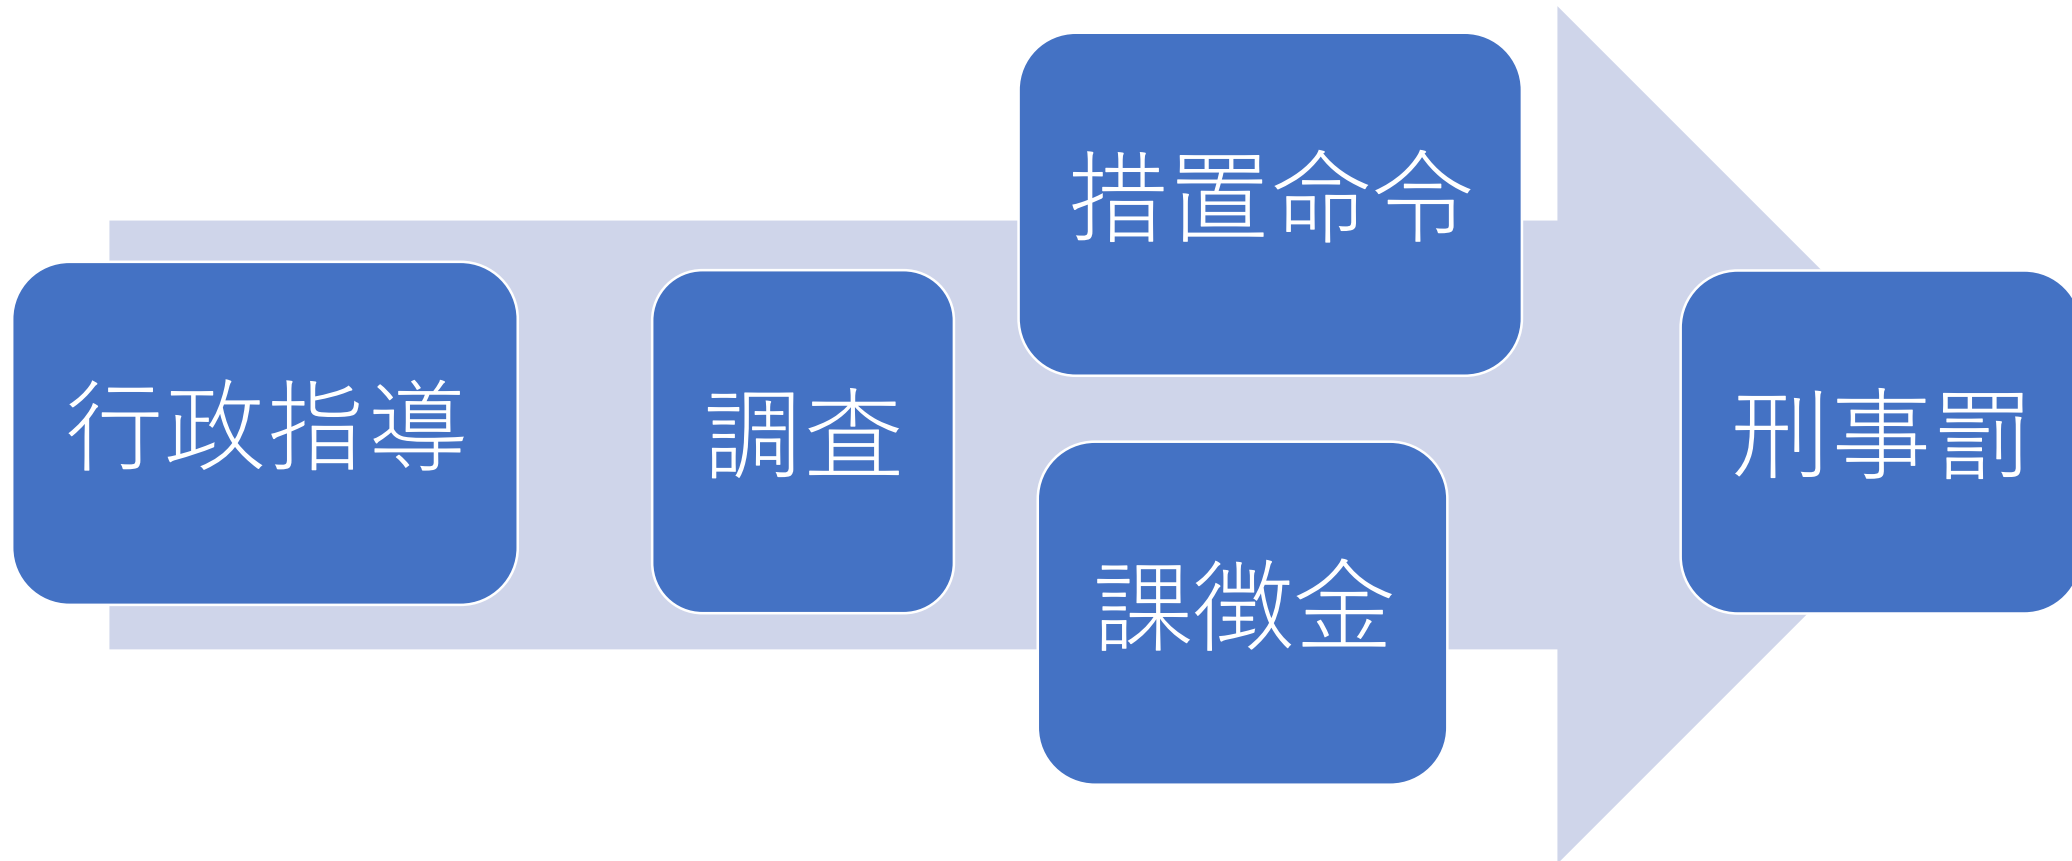 行政指導
調査
措置命令
課徴金
刑事罰